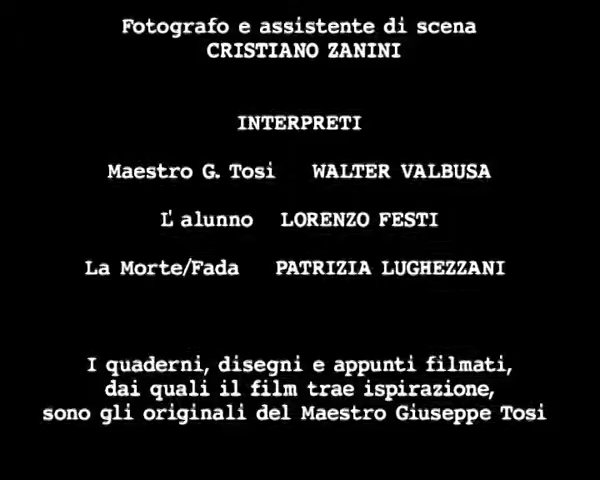 Fotografo e assistente di scena
CRISTIANO ZANINI
INTERPRETI
Maestro G. Tosi WALTER VALBUSA
L'alunno LORENZO FESTI
La Morte/Fada PATRIZIA LUGHEZZANI
I quaderni, disegni e appunti filmati,
dai quali il film trae ispirazione,
sono gli originali del Maestro Giuseppe Tosi